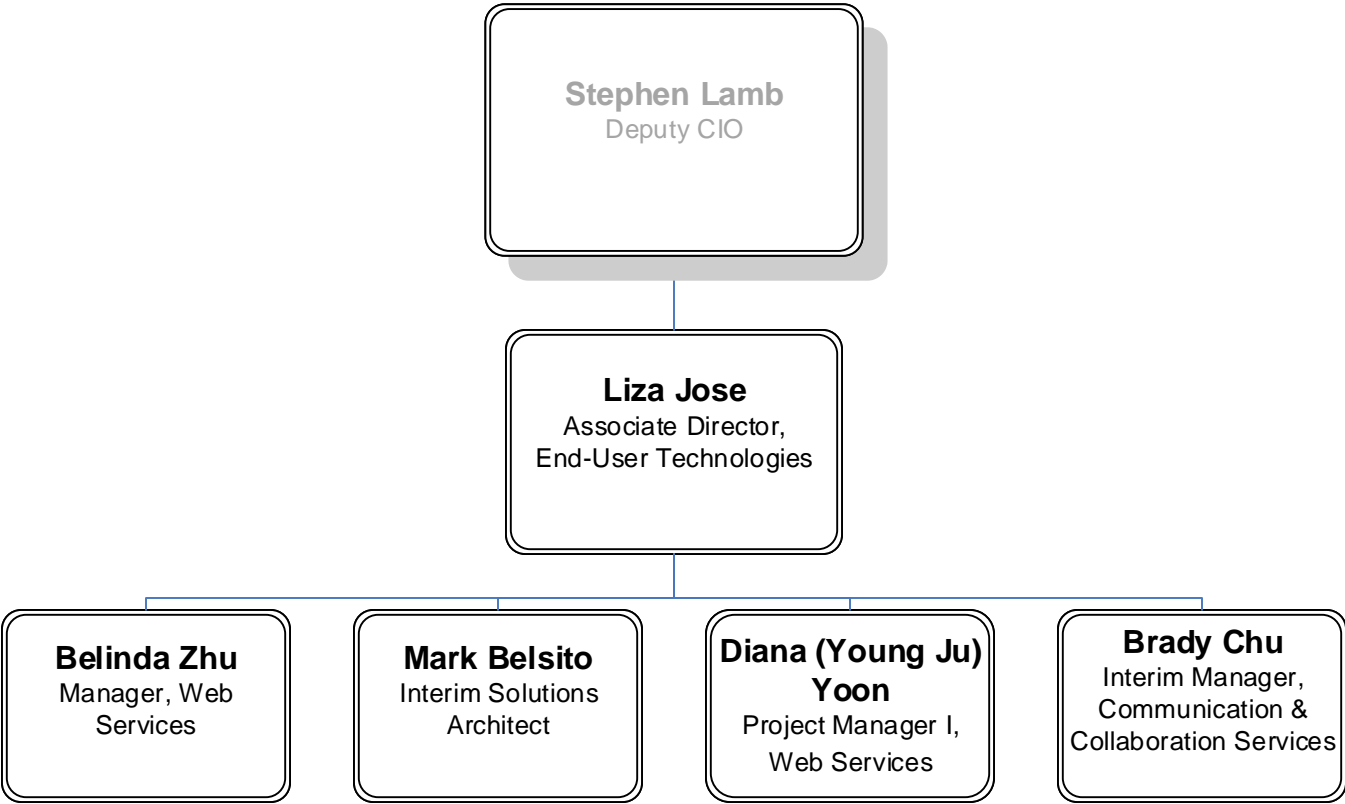 Stephen Lamb
Deputy CIO
Liza Jose
Associate Director,
End-User Technologies
Belinda Zhu
Manager, Web
Services
Mark Belsito
Interim Solutions
Architect
Diana (Young Ju)
Yoon
Project Manager I,
Web Services
Brady Chu
Interim Manager,
Communication &
Collaboration Services